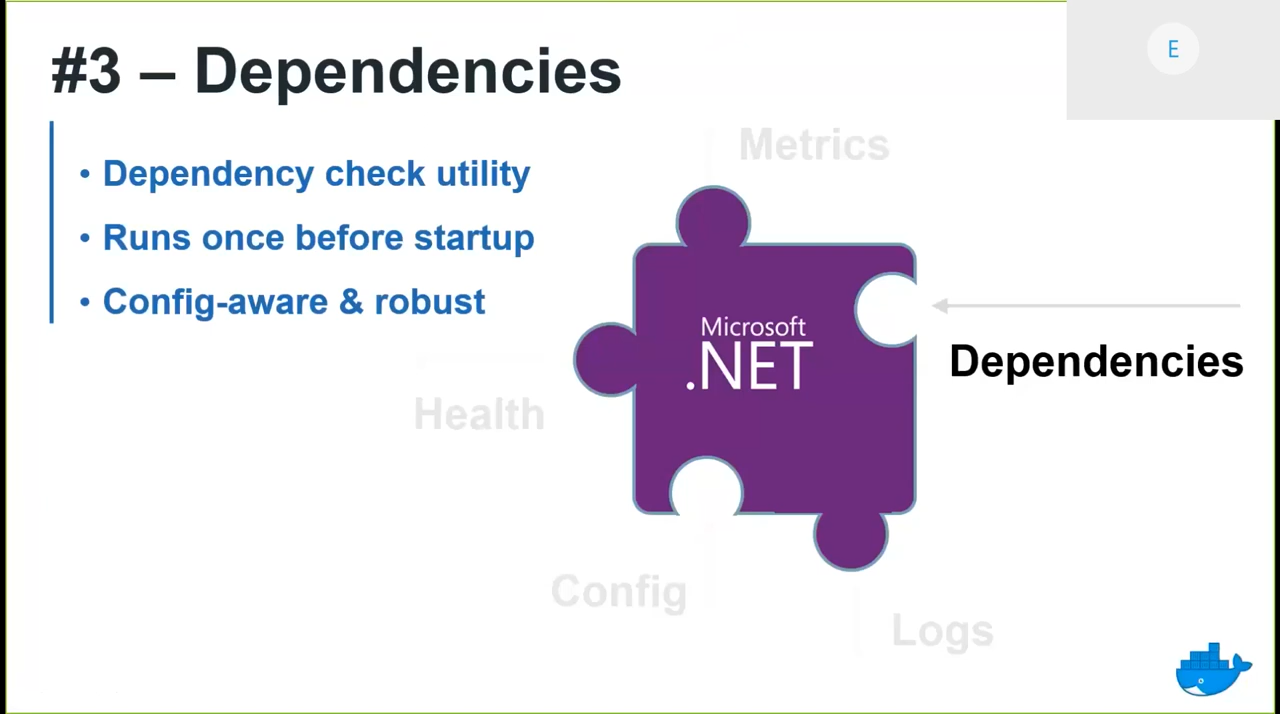 #3 – Dependencies
E
• Dependency check utility
• Runs once before startup
• Config-aware & robust
Metrics
Microsoft
.NET
Dependencies
Health
Config
Logs